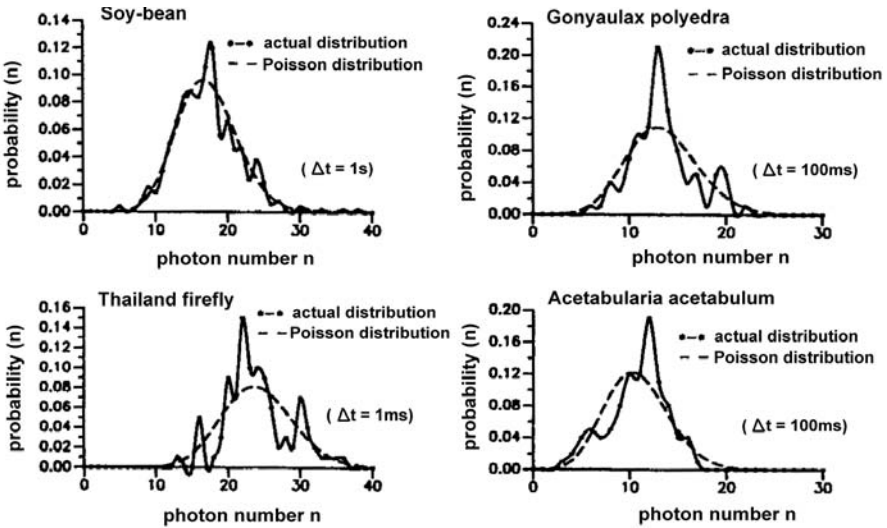 Soy-bean
0.14
0.12
0.10
0.08
0.06
0.04
0.02
0.00
probability (n)
•--• actual distribution
-- Poisson distribution
( Δt = 1s)
0 10 20 30 40
photon number n
Gonyaulax polyedra
0.24
0.20
0.16
0.12
0.08
0.04
0.00
probability (n)
•--• actual distribution
-- Poisson distribution
( Δt = 100ms)
0 10 20 30
photon number n
Thailand firefly
0.16
0.14
0.12
0.10
0.08
0.06
0.04
0.02
0.00
probability (n)
•--• actual distribution
-- Poisson distribution
( Δt = 1ms)
0 10 20 30 40
photon number n
Acetabularia acetabulum
0.20
0.16
0.12
0.08
0.04
0.00
probability (n)
•--• actual distribution
-- Poisson distribution
( Δt = 100ms)
0 10 20 30
photon number n